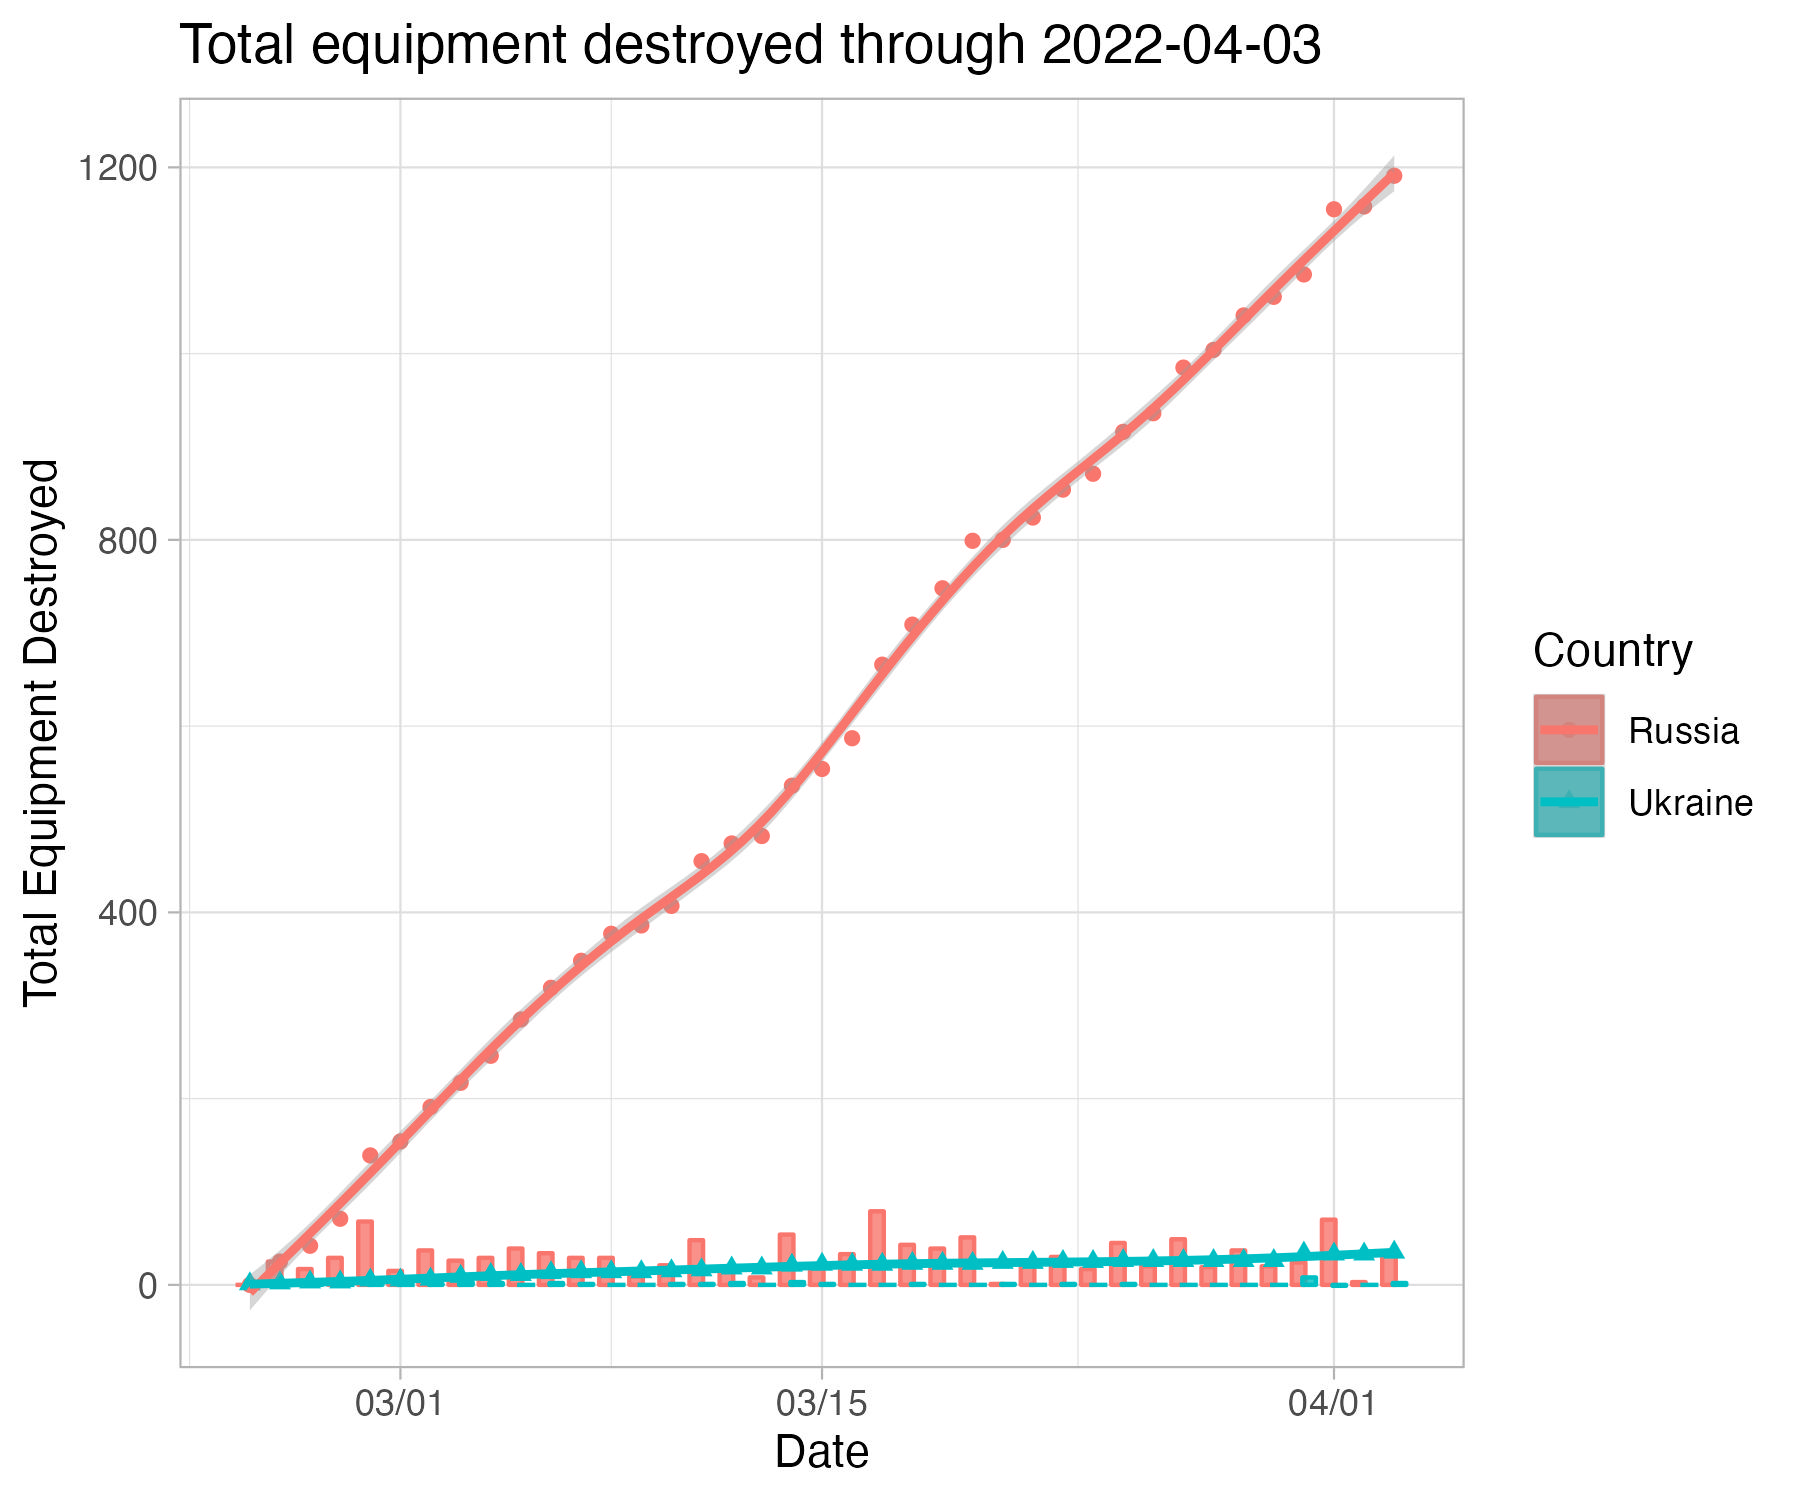 Total equipment destroyed through 2022-04-03
Total Equipment Destroyed
1200
800
400
0
03/01
03/15
04/01
Date
Country
Russia
Ukraine